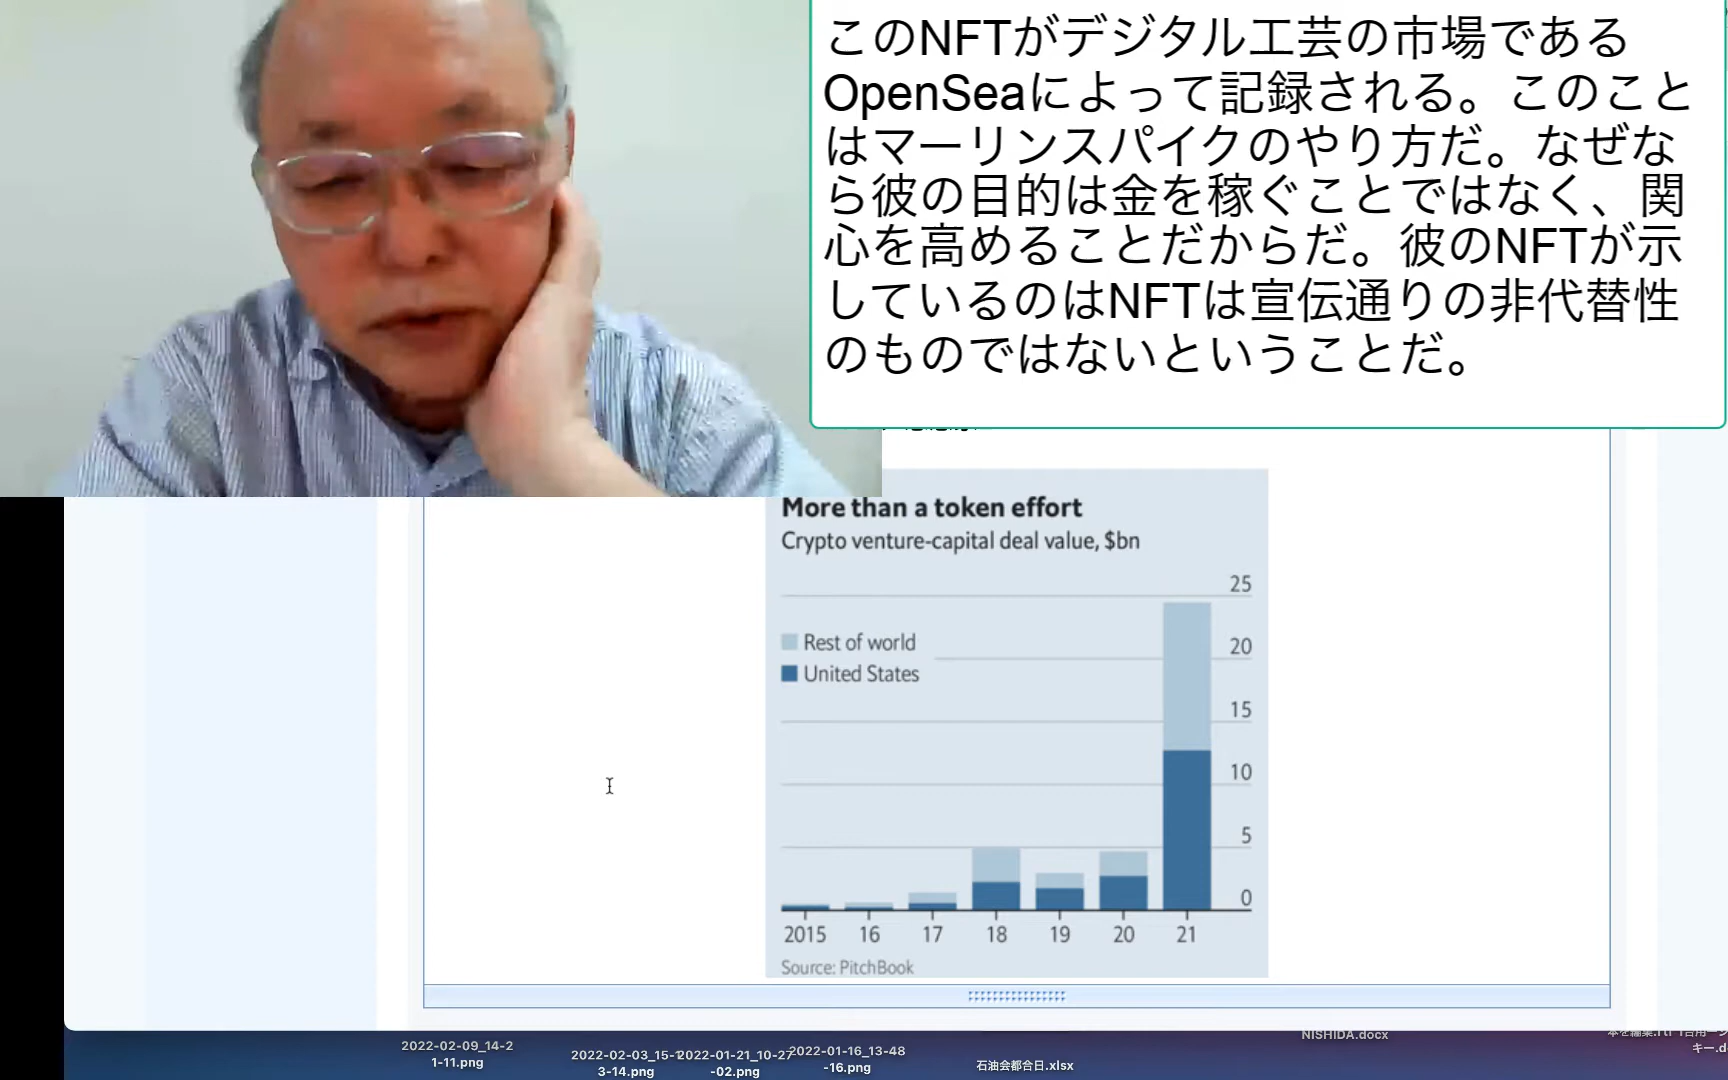 このNFTがデジタル工芸の市場である
OpenSeaによって記録される。このこと
はマーリンスパイクのやり方だ。なぜな
ら彼の目的は金を稼ぐことではなく、関
心を高めることだからだ。彼のNFTが示
しているのはNFTは宣伝通りの非代替性
のものではないということだ。
More than a token effort
Crypto venture-capital deal value, $bn
25
Rest of world
20
United States
15
10
5
0
2015 16 17 18 19 20 21
Source: PitchBook
NISHIDA.docx
2022-02-09_14-2
1-11.png
2022-02-03_15-1
3-14.png
2022-01-21_10-27
-02.png
2022-01-16_13-48
-16.png
石油会都合日.xlsx